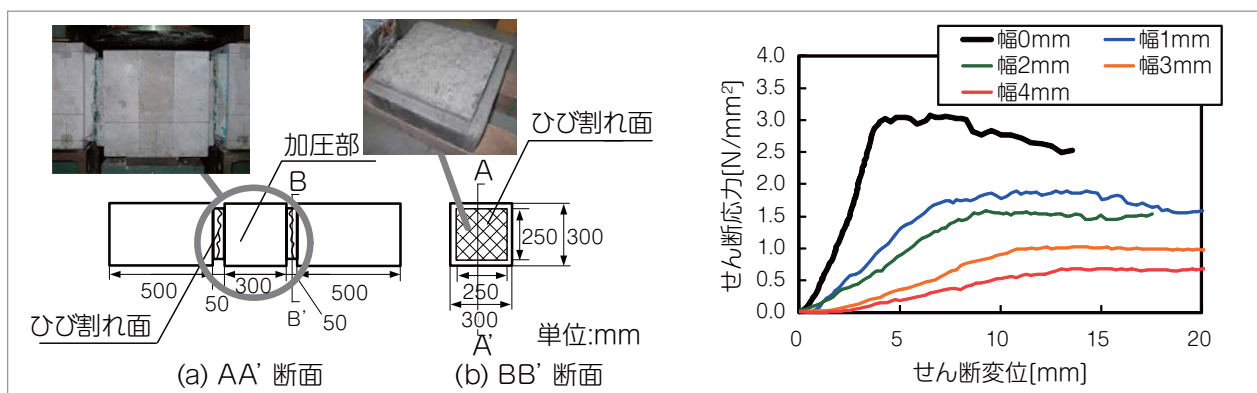 加圧部
ひび割れ面
A
B
250 300
500
50
300
B'
50
500
250
300
A'
ひび割れ面
単位:mm
(a) AA' 断面
(b) BB' 断面
幅0mm
幅1mm
幅2mm
幅3mm
幅4mm
せん断応力[N/mm²]
4.0
3.5
3.0
2.5
2.0
1.5
1.0
0.5
0.0
0 5 10 15 20
せん断変位[mm]